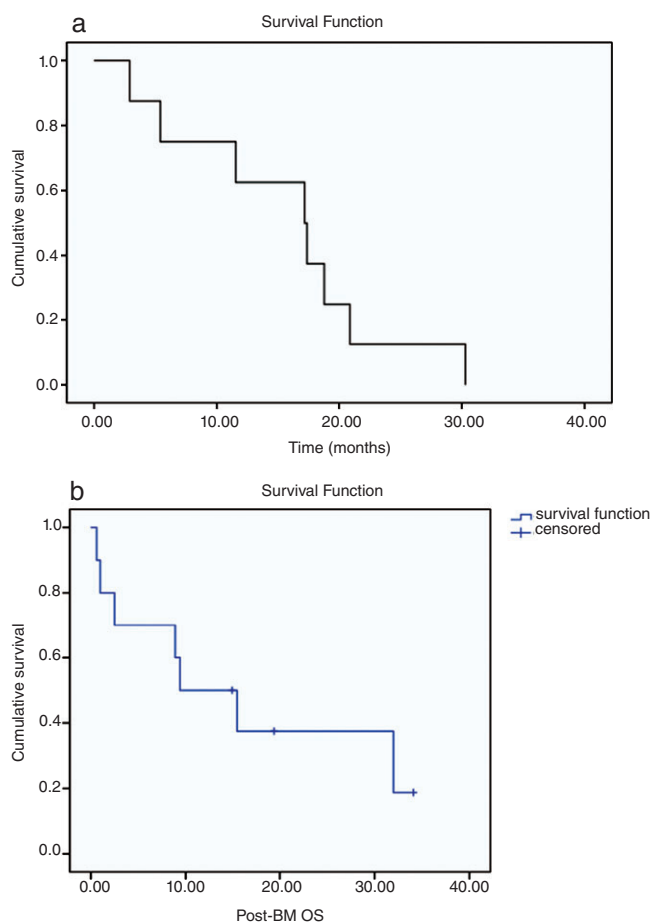 a
Survival Function
1.0
0.8
0.6
0.4
0.2
0.0
Cumulative survival
0.00 10.00 20.00 30.00 40.00
Time (months)
b
Survival Function
survival function
censored
1.0
0.8
0.6
0.4
0.2
0.0
Cumulative survival
0.00 10.00 20.00 30.00 40.00
Post-BM OS